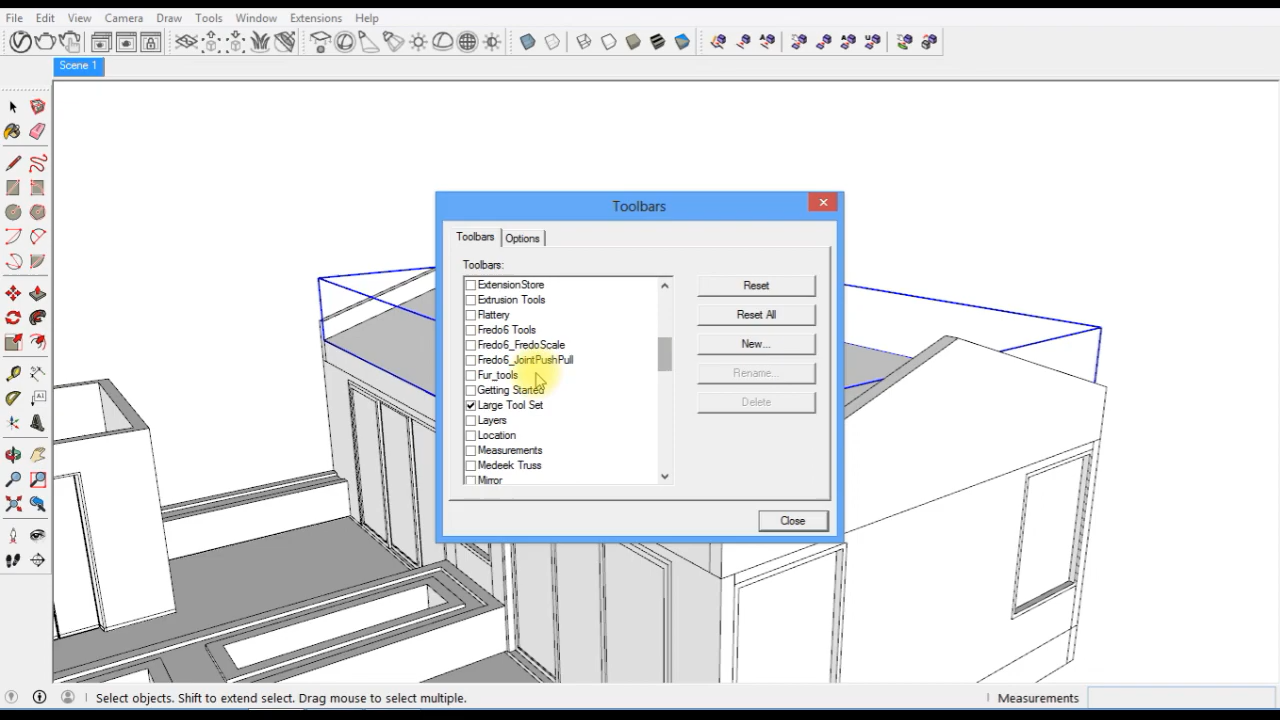 File Edit View Camera Draw Tools Window Extensions Help
Scene 1
Toolbars
Toolbars Options
Toolbars:
ExtensionStore
Extrusion Tools
Flattery
Fredo6 Tools
Fredo6_FredoScale
Fredo6_JointPushPull
Fur_tools
Getting Started
Large Tool Set
Layers
Location
Measurements
Medeek Truss
Mirror
Reset
Reset All
New...
Rename...
Delete
Close
Select objects. Shift to extend select. Drag mouse to select multiple.
Measurements